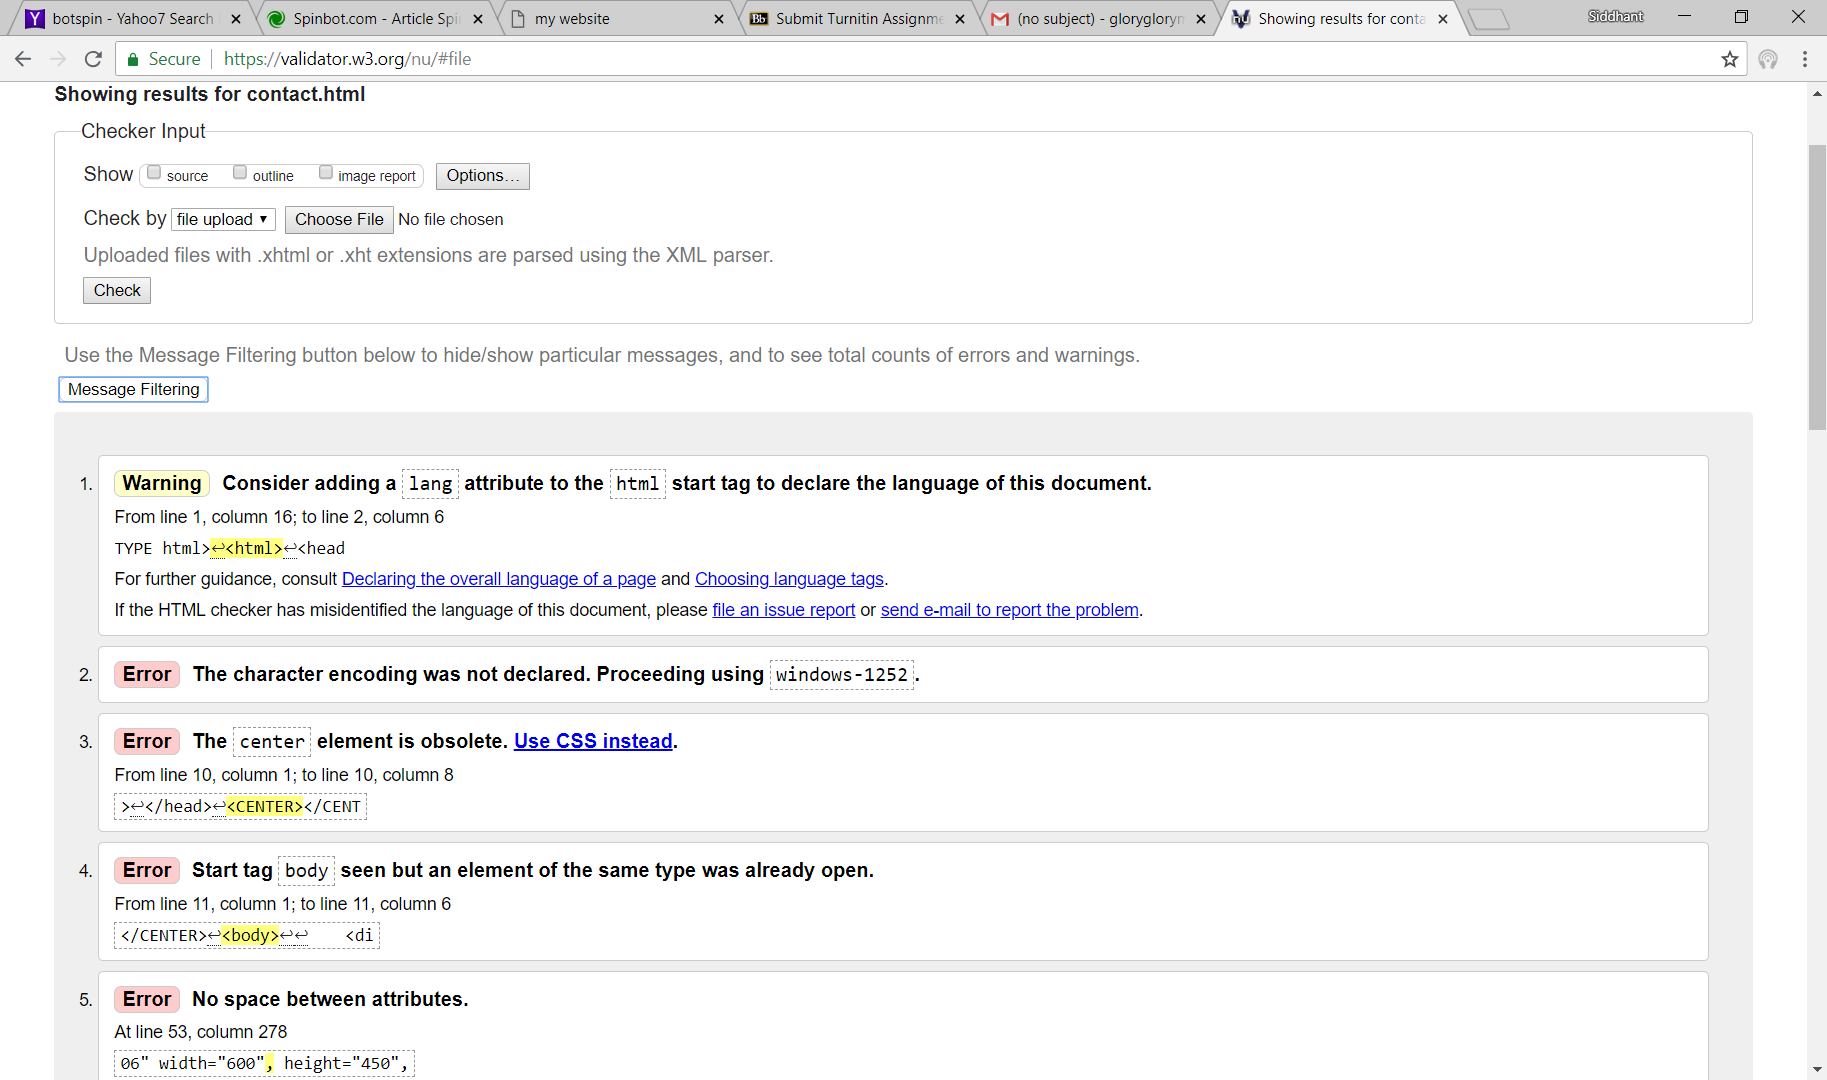 botspin - Yahoo7 Search
Spinbot.com - Article Spi
my website
Bb Submit Turnitin Assignme
(no subject) - gloryglory
Showing results for conta
Siddhant
Secure https://validator.w3.org/nu/#file
Showing results for contact.html
Checker Input
Show source outline image report Options...
Check by file upload ▼ Choose File No file chosen
Uploaded files with .xhtml or .xht extensions are parsed using the XML parser.
Check
Use the Message Filtering button below to hide/show particular messages, and to see total counts of errors and warnings.
Message Filtering
1. Warning Consider adding a lang attribute to the html start tag to declare the language of this document.
From line 1, column 16; to line 2, column 6
TYPE html>↩<html>↩<head
For further guidance, consult Declaring the overall language of a page and Choosing language tags.
If the HTML checker has misidentified the language of this document, please file an issue report or send e-mail to report the problem.
2. Error The character encoding was not declared. Proceeding using windows-1252.
3. Error The center element is obsolete. Use CSS instead.
From line 10, column 1; to line 10, column 8
>↩</head>↩<CENTER></CENT
4. Error Start tag body seen but an element of the same type was already open.
From line 11, column 1; to line 11, column 6
</CENTER>↩<body>↩↩    <di
5. Error No space between attributes.
At line 53, column 278
06" width="600", height="450",